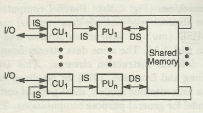 IS
I/O CU1 IS PU1 DS Shared Memory
I/O CU1 IS PUn DS
IS